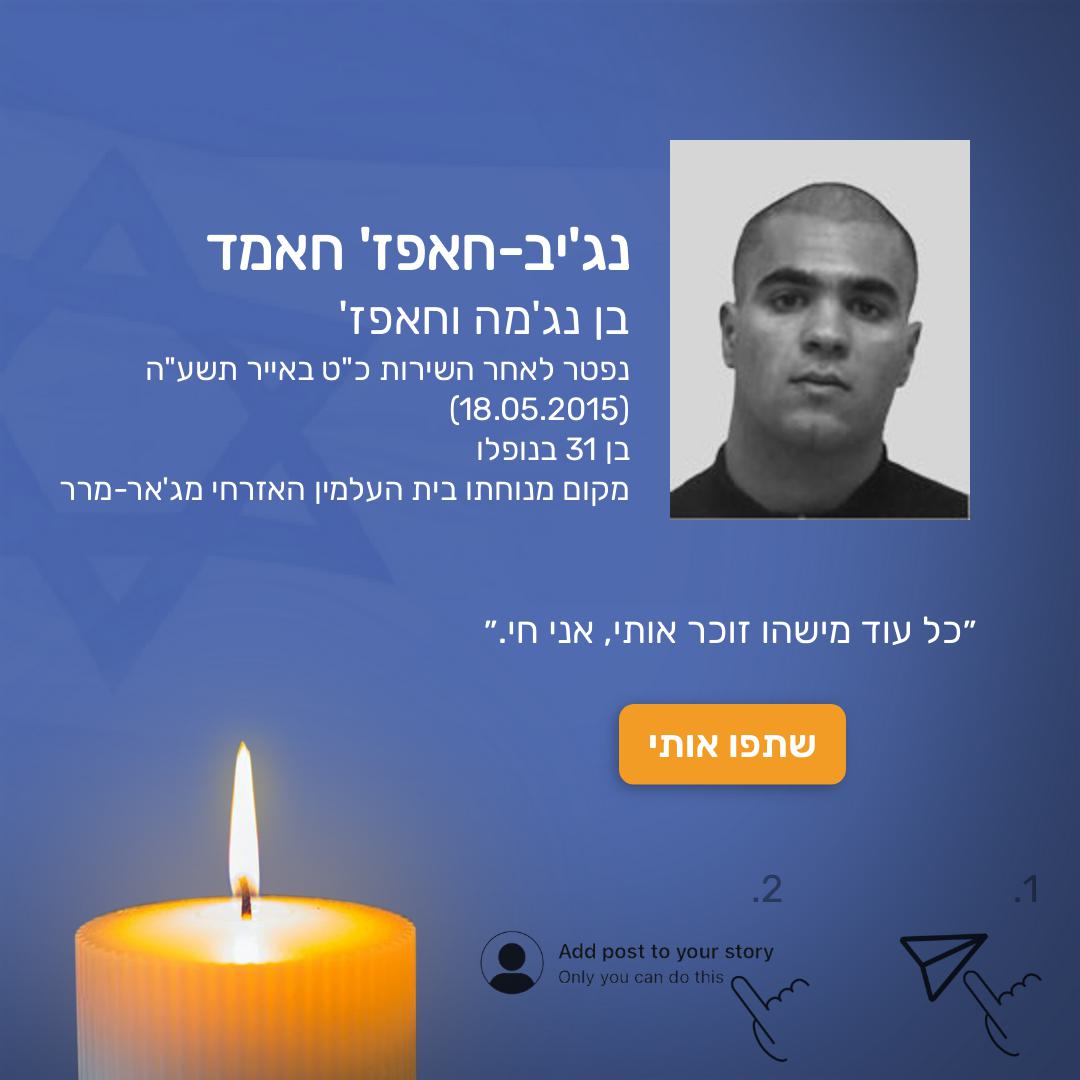 נג'יב-חאפז' חאמד
בן נג'מה וחאפז'
נפטר לאחר השירות כ"ט באייר תשע"ה
(18.05.2015)
בן 31 בנופלו
מקום מנוחתו בית העלמין האזרחי מג'אר-מרר
״כל עוד מישהו זוכר אותי, אני חי.״
שתפו אותי
1.
2.
Add post to your story
Only you can do this